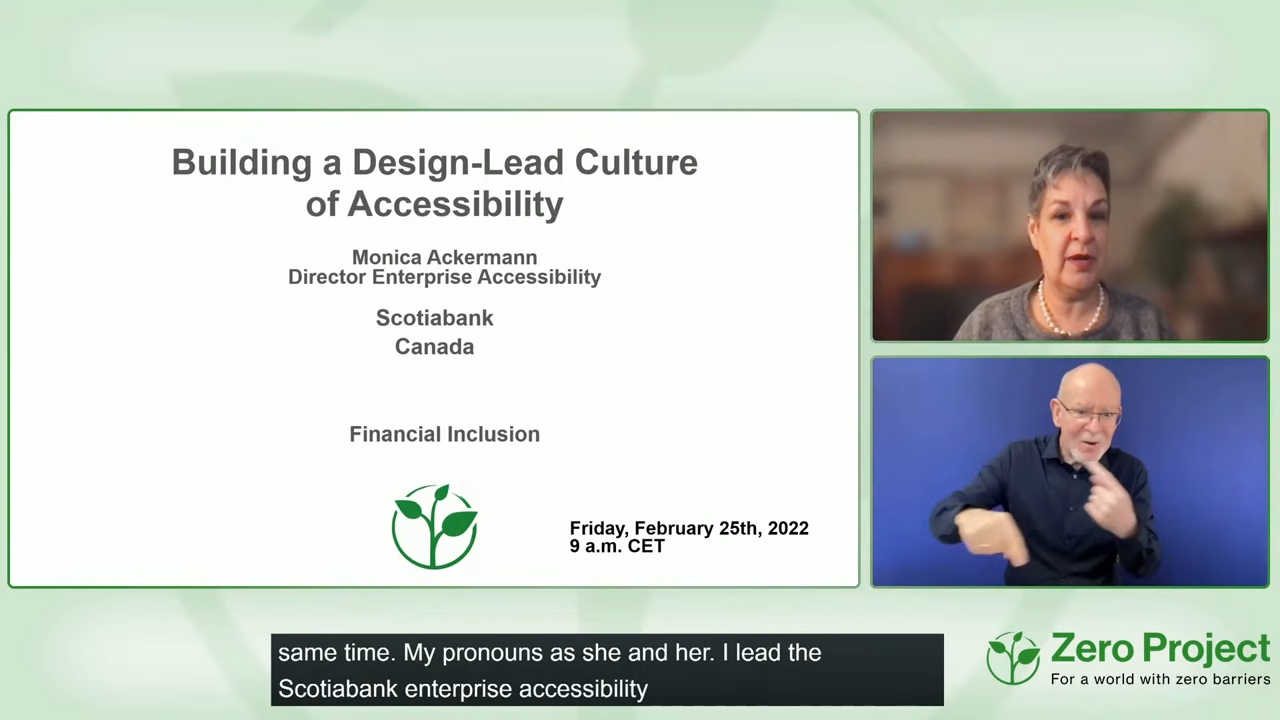 Building a Design-Lead Culture
of Accessibility
Monica Ackermann
Director Enterprise Accessibility
Scotiabank
Canada
Financial Inclusion
Friday, February 25th, 2022
9 a.m. CET
same time. My pronouns as she and her. I lead the
Scotiabank enterprise accessibility
Zero Project
For a world with zero barriers